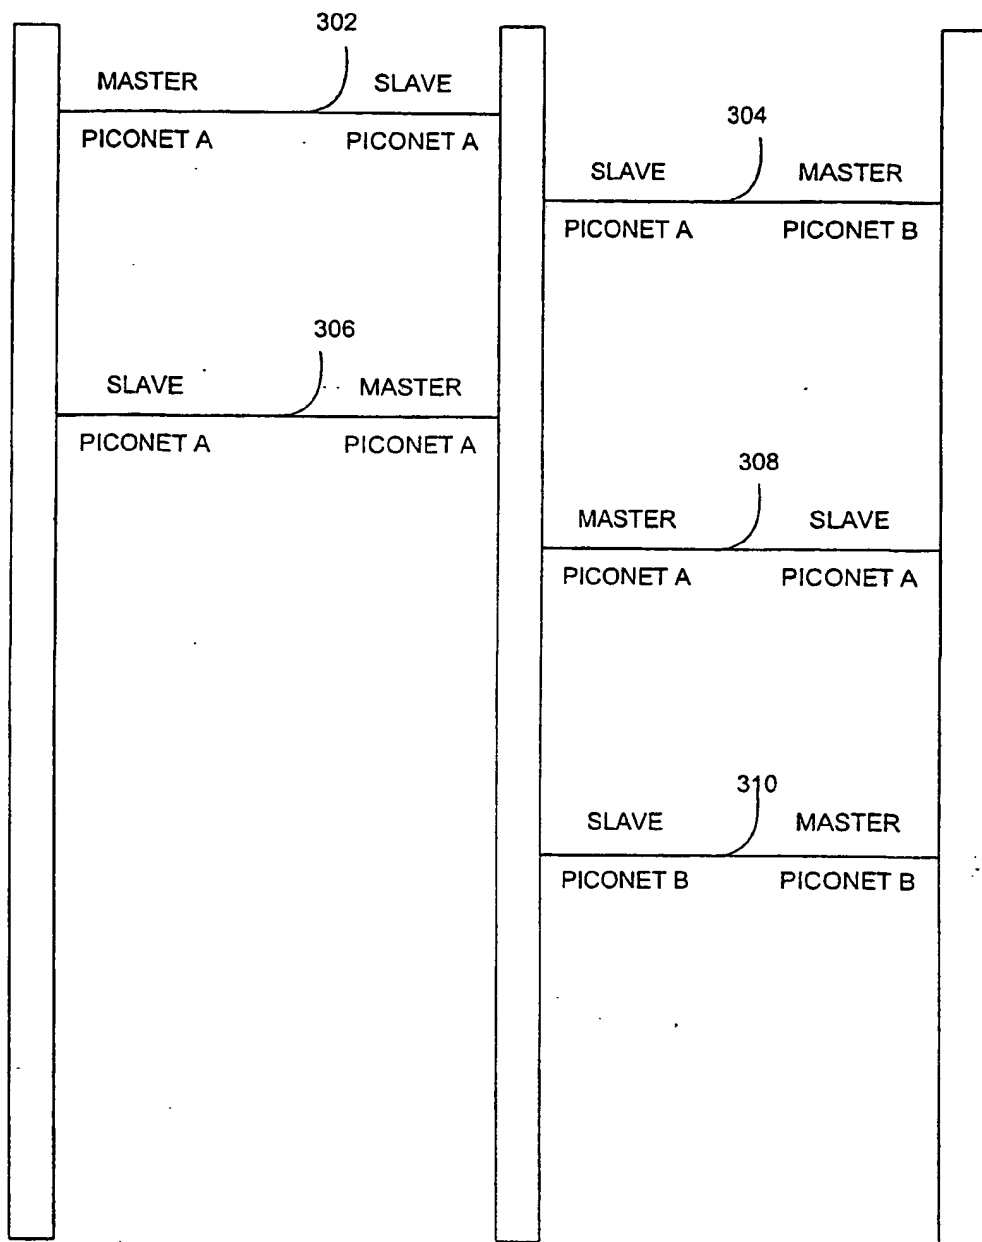 302
MASTER SLAVE
PICONET A PICONET A
304
SLAVE MASTER
PICONET A PICONET B
306
SLAVE MASTER
PICONET A PICONET A
308
MASTER SLAVE
PICONET A PICONET A
310
SLAVE MASTER
PICONET B PICONET B